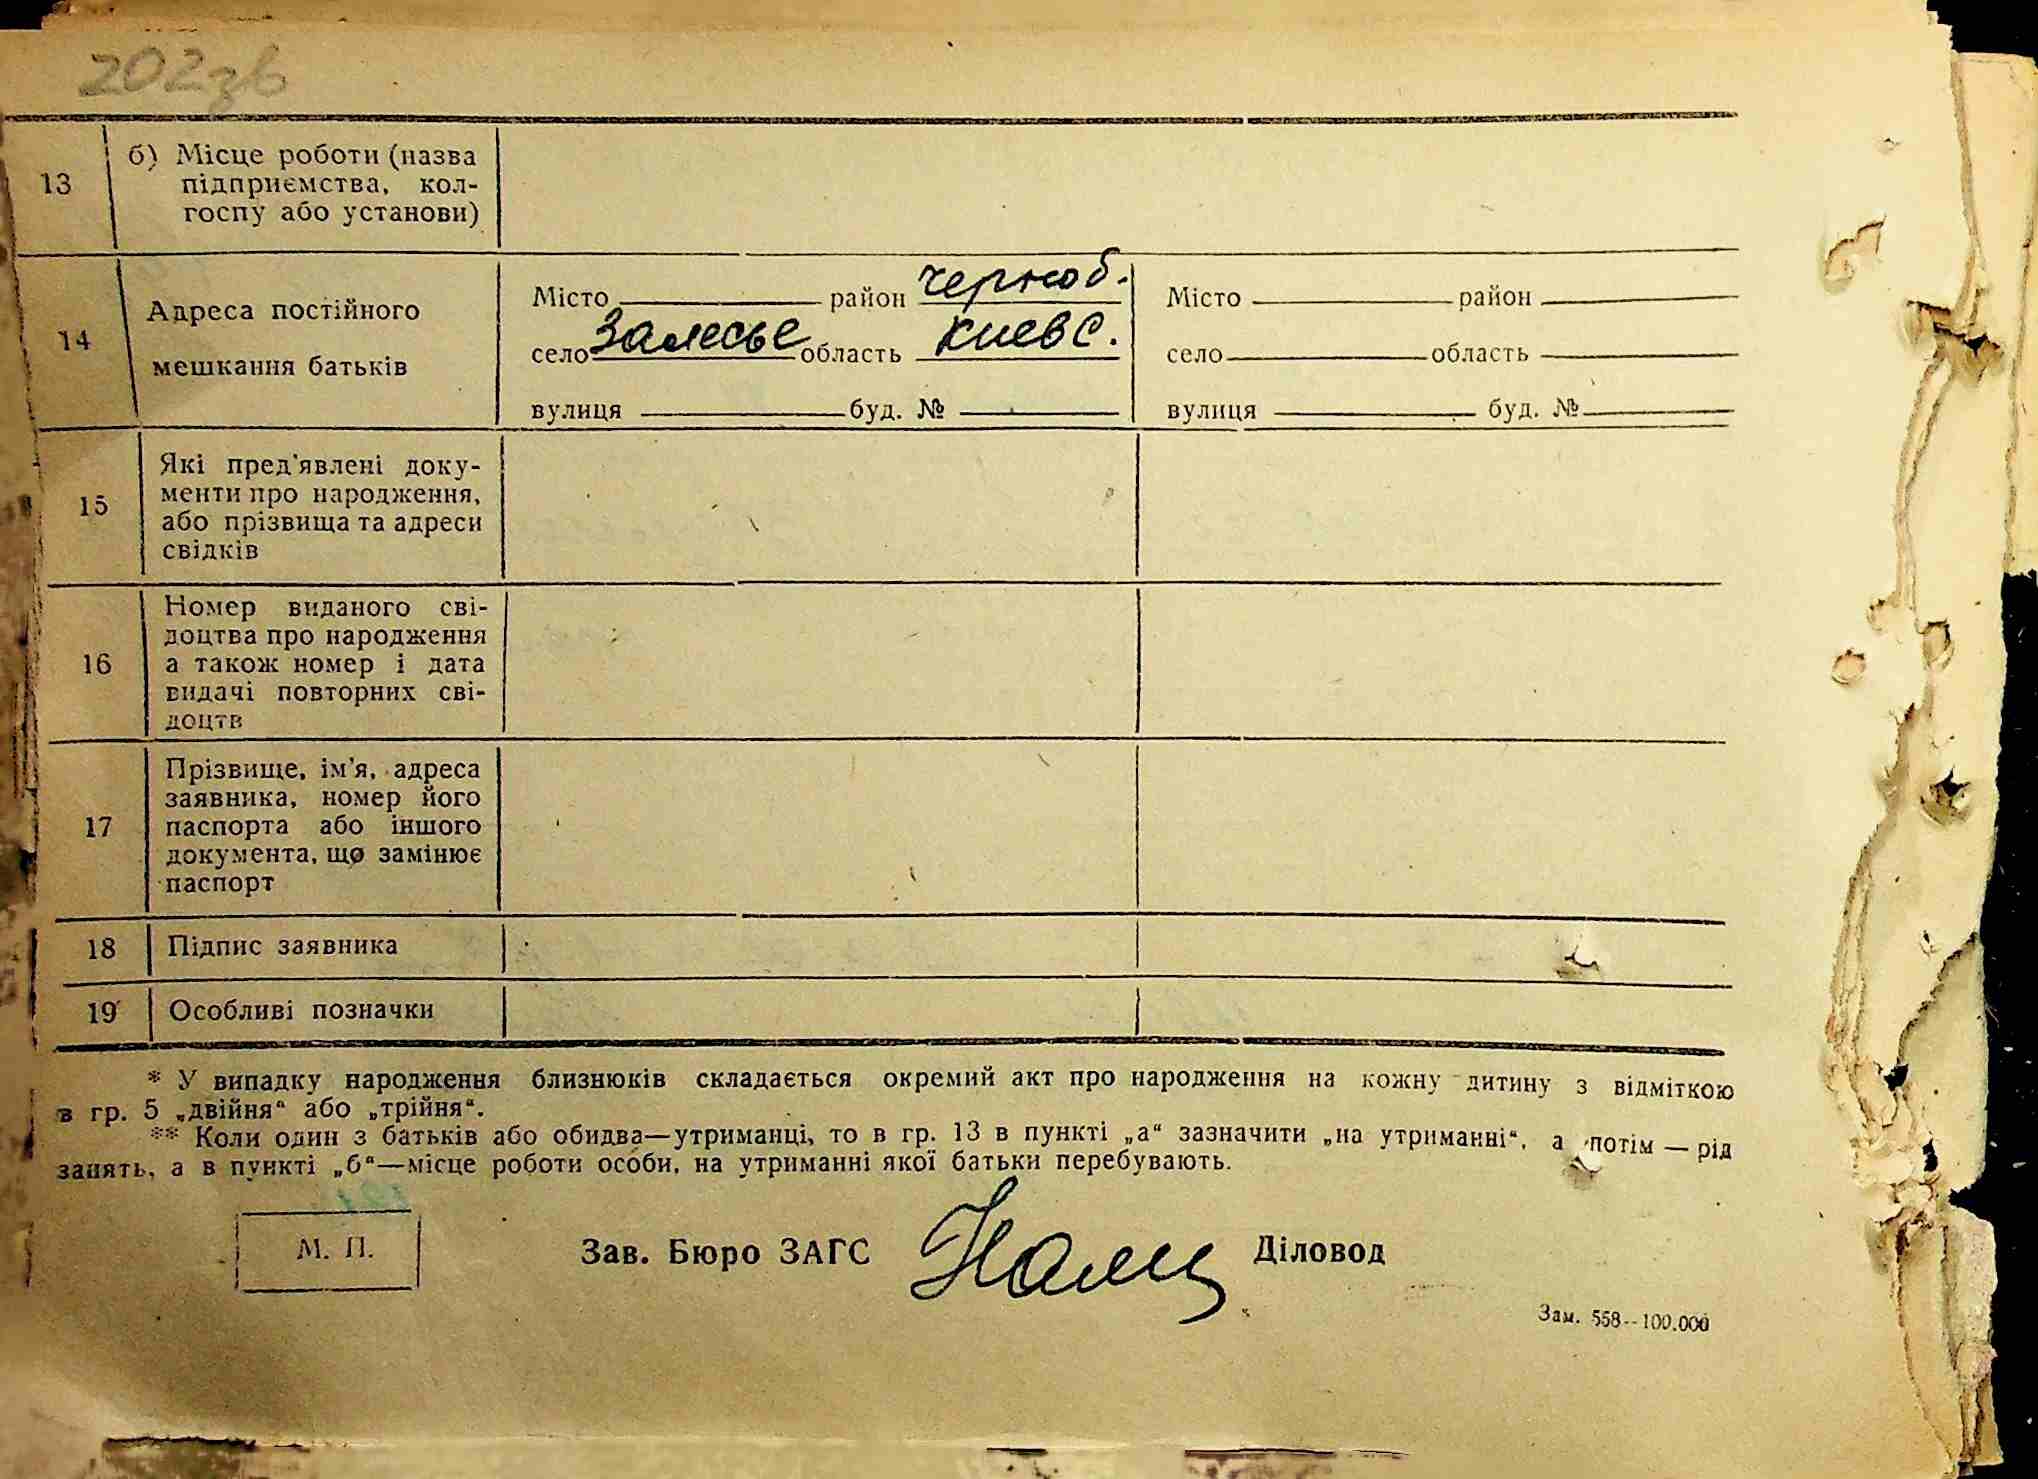 202зв
13
б) Місце роботи (назва
підприємства, кол-
госпу або установи)
14
Адреса постійного
мешкання батьків
Місто район Черноб.
село Залесье область Киевс.
вулиця буд. №
Місто район
село область
вулиця буд. №
15
Які пред'явлені доку-
менти про народження,
або прізвища та адреси
свідків
16
Номер виданого сві-
доцтва про народження
а також номер і дата
видачі повторних сві-
доцтв
17
Прізвище, ім'я, адреса
заявника, номер його
паспорта або іншого
документа, що замінює
паспорт
18 Підпис заявника
19 Особливі позначки
* У випадку народження близнюків складається окремий акт про народження на кожну дитину з відміткою
в гр. 5 „двійня“ або „трійня“.
** Коли один з батьків або обидва—утриманці, то в гр. 13 в пункті „а“ зазначити „на утриманні“, а потім — рід
занять, а в пункті „б“—місце роботи особи, на утриманні якої батьки перебувають.
М. П. Зав. Бюро ЗАГС Діловод
Зам. 558--100.000